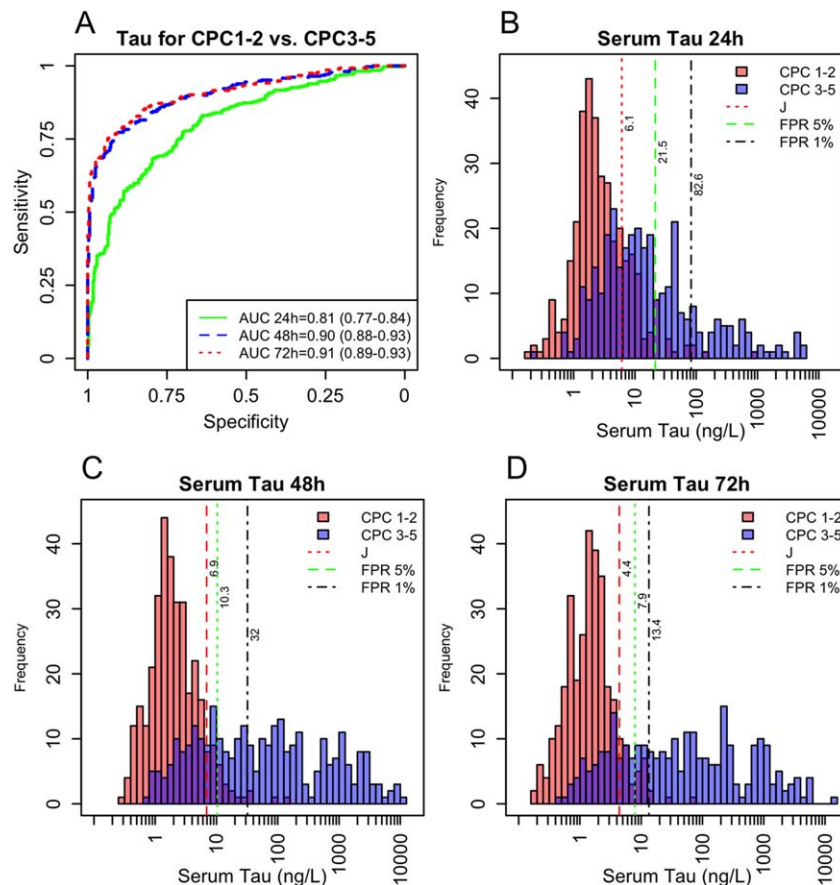 A
Tau for CPC1-2 vs. CPC3-5
Sensitivity
1
0.75
0.5
0.25
0
AUC 24h=0.81 (0.77-0.84)
AUC 48h=0.90 (0.88-0.93)
AUC 72h=0.91 (0.89-0.93)
1
0.75
0.50
0.25
0
Specificity
B
Serum Tau 24h
Frequency
40
30
20
10
0
CPC 1-2
CPC 3-5
J
FPR 5%
FPR 1%
6.1
21.5
82.6
1
10
100
1000
10000
Serum Tau (ng/L)
C
Serum Tau 48h
Frequency
40
30
20
10
0
CPC 1-2
CPC 3-5
J
FPR 5%
FPR 1%
6.9
10.3
32
1
10
100
1000
10000
Serum Tau (ng/L)
D
Serum Tau 72h
Frequency
40
30
20
10
0
CPC 1-2
CPC 3-5
J
FPR 5%
FPR 1%
4.4
7.9
13.4
1
10
100
1000
10000
Serum Tau (ng/L)